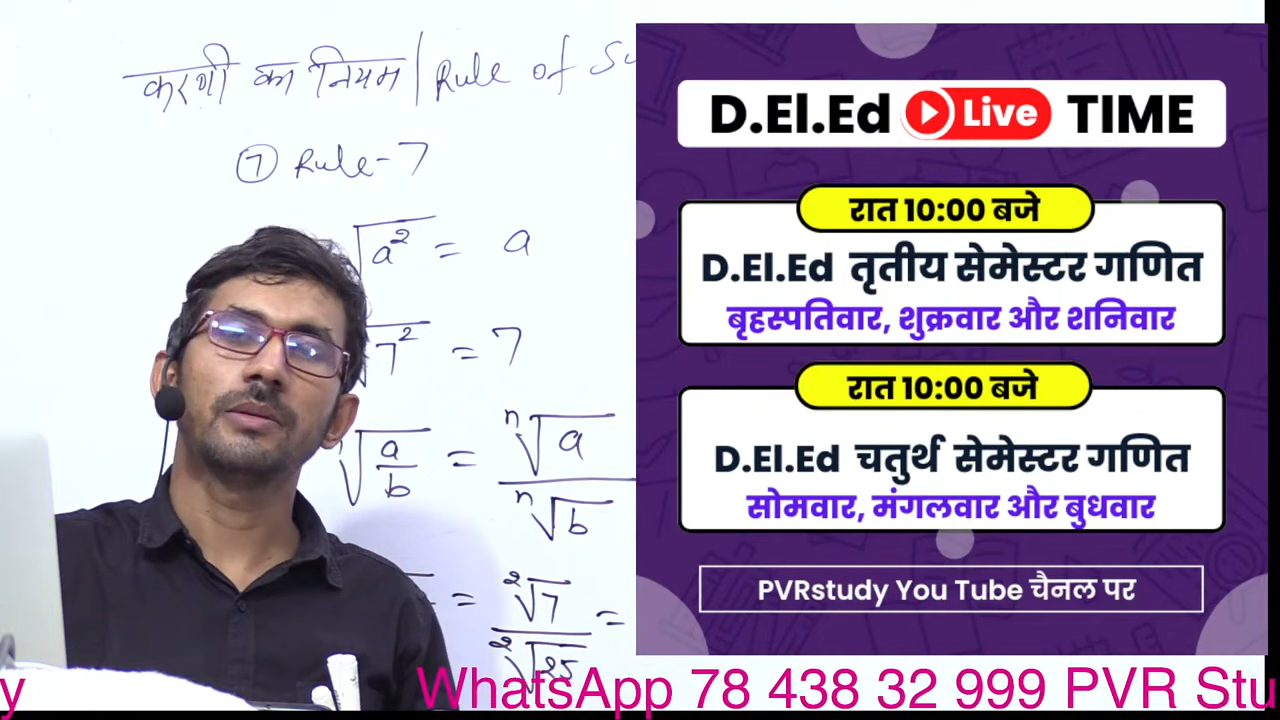 करणी का नियम | Rule of Su
⑦ Rule-7
√a² = a
√7² = 7
ⁿ√a/b = ⁿ√a/ⁿ√b
= ²√7/²√25 =
D.El.Ed Live TIME
रात 10:00 बजे
D.El.Ed तृतीय सेमेस्टर गणित
बृहस्पतिवार, शुक्रवार और शनिवार
रात 10:00 बजे
D.El.Ed चतुर्थ सेमेस्टर गणित
सोमवार, मंगलवार और बुधवार
PVRstudy You Tube चैनल पर
y WhatsApp 78 438 32 999 PVR Stu